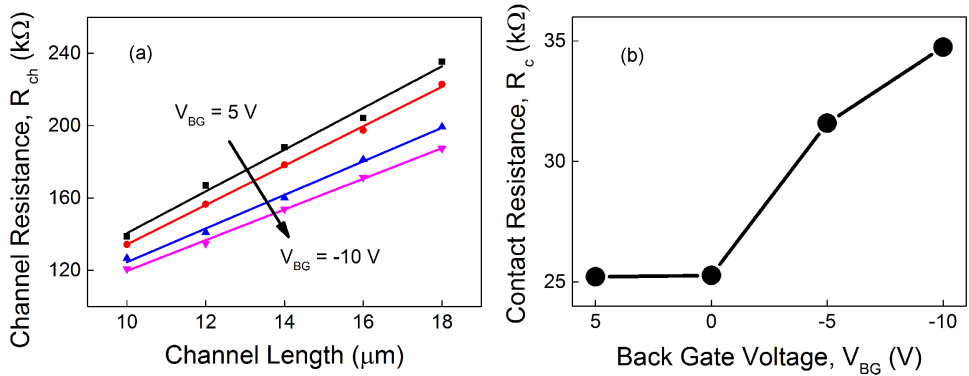 (a)
Channel Resistance, R_ch (kΩ)
240
200
160
120
V_BG = 5 V
V_BG = -10 V
10 12 14 16 18
Channel Length (μm)
(b)
Contact Resistance, R_c (kΩ)
35
30
25
5 0 -5 -10
Back Gate Voltage, V_BG (V)